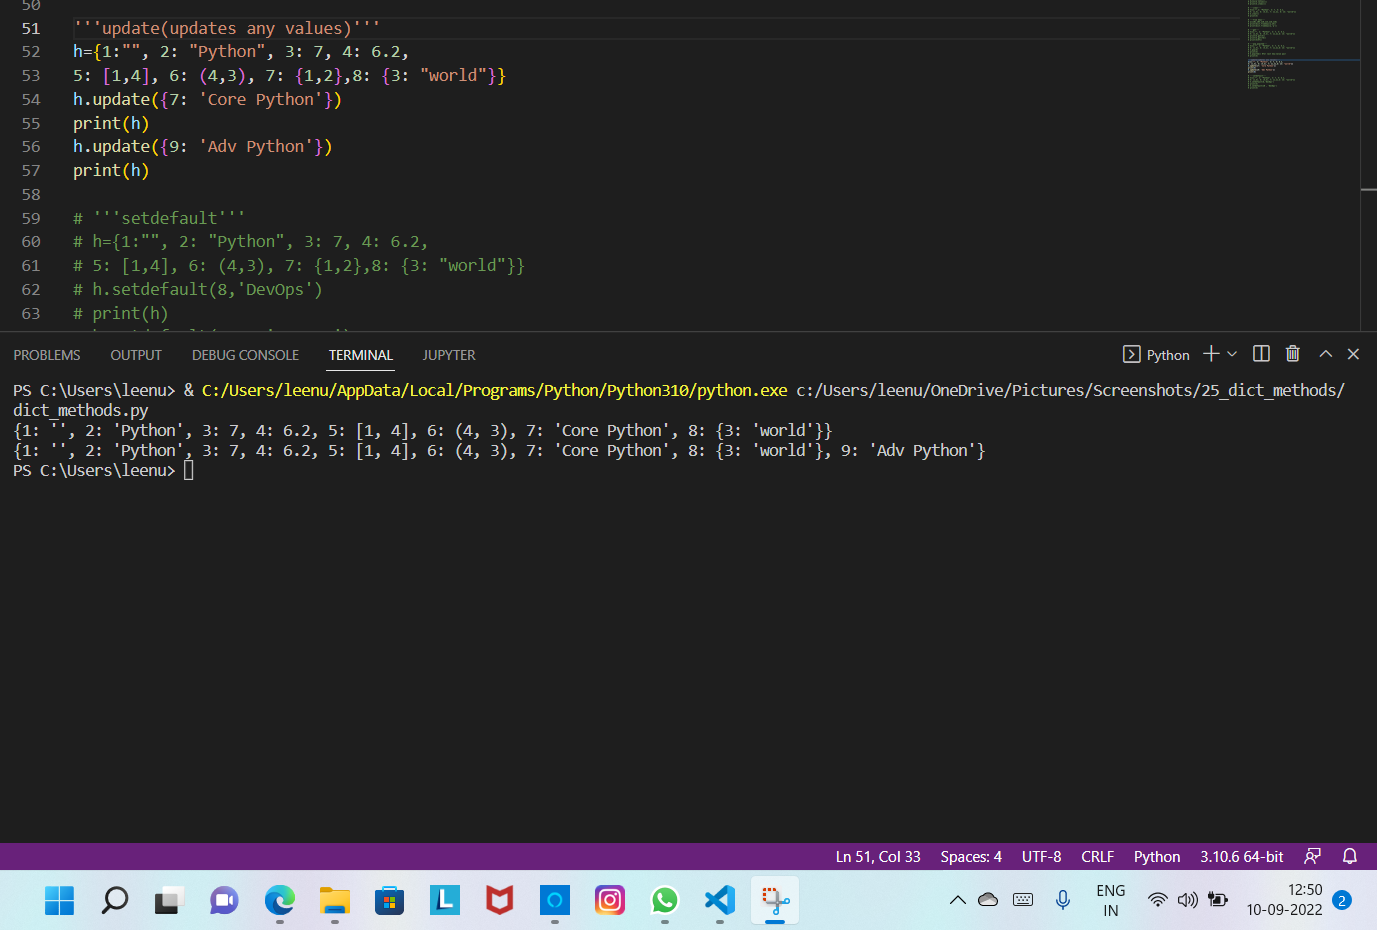 50
51 '''update(updates any values)'''
52 h={1:"", 2: "Python", 3: 7, 4: 6.2,
53 5: [1,4], 6: (4,3), 7: {1,2},8: {3: "world"}}
54 h.update({7: 'Core Python'})
55 print(h)
56 h.update({9: 'Adv Python'})
57 print(h)
58
59 # '''setdefault'''
60 # h={1:"", 2: "Python", 3: 7, 4: 6.2,
61 # 5: [1,4], 6: (4,3), 7: {1,2},8: {3: "world"}}
62 # h.setdefault(8,'DevOps')
63 # print(h)
PROBLEMS OUTPUT DEBUG CONSOLE TERMINAL JUPYTER Python
PS C:\Users\leenu> & C:/Users/leenu/AppData/Local/Programs/Python/Python310/python.exe c:/Users/leenu/OneDrive/Pictures/Screenshots/25_dict_methods/
dict_methods.py
{1: '', 2: 'Python', 3: 7, 4: 6.2, 5: [1, 4], 6: (4, 3), 7: 'Core Python', 8: {3: 'world'}}
{1: '', 2: 'Python', 3: 7, 4: 6.2, 5: [1, 4], 6: (4, 3), 7: 'Core Python', 8: {3: 'world'}, 9: 'Adv Python'}
PS C:\Users\leenu>
Ln 51, Col 33 Spaces: 4 UTF-8 CRLF Python 3.10.6 64-bit
L
ENG 12:50
IN 10-09-2022 2